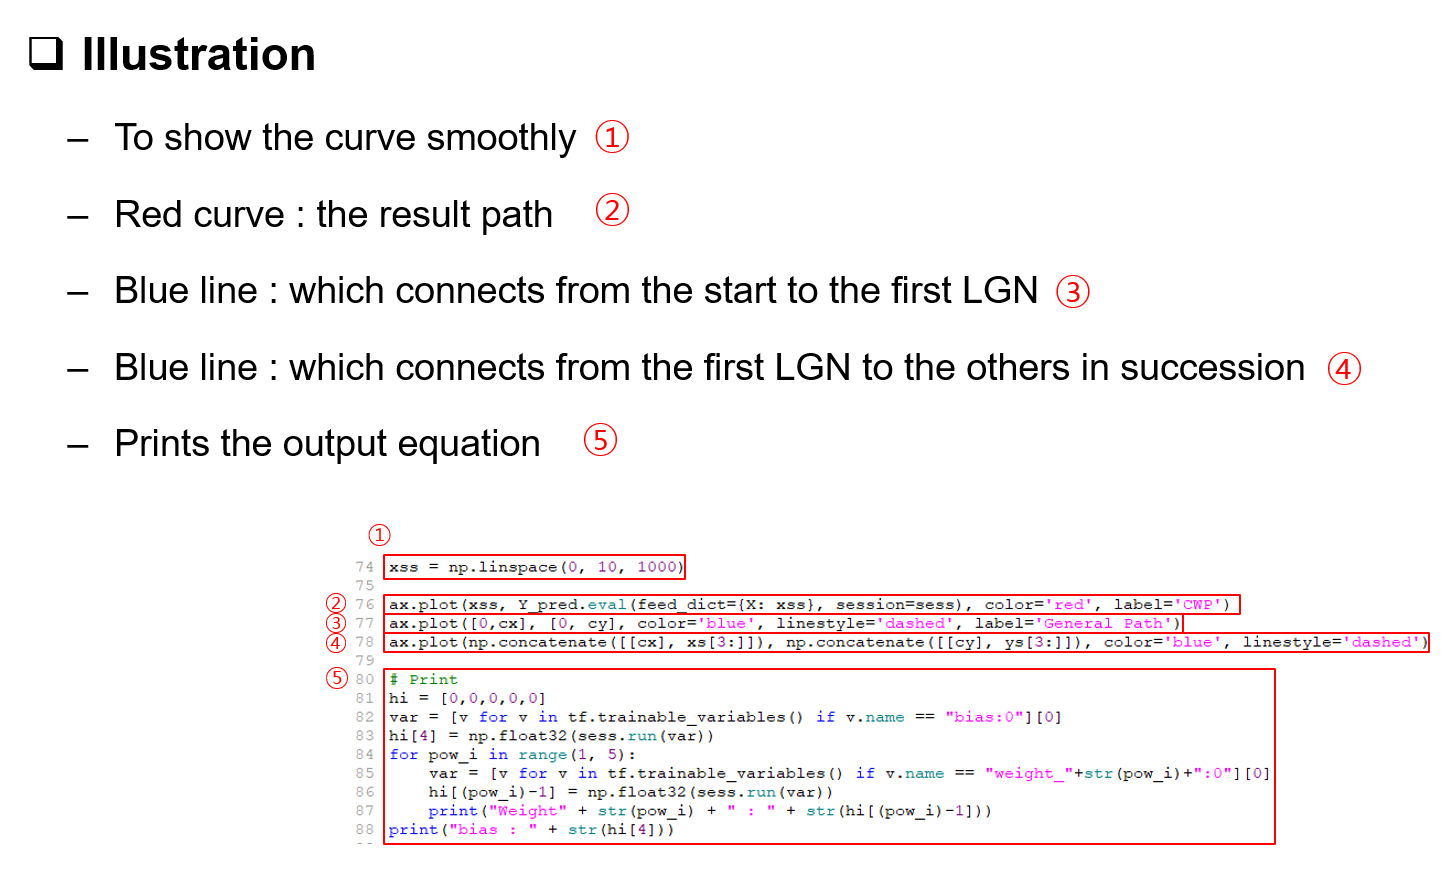 Illustration
– To show the curve smoothly ①
– Red curve : the result path ②
– Blue line : which connects from the start to the first LGN ③
– Blue line : which connects from the first LGN to the others in succession ④
– Prints the output equation ⑤
①
74 xss = np.linspace(0, 10, 1000)
75
② 76 ax.plot(xss, Y_pred.eval(feed_dict={X: xss}, session=sess), color='red', label='CWP')
③ 77 ax.plot([0,cx], [0, cy], color='blue', linestyle='dashed', label='General Path')
④ 78 ax.plot(np.concatenate([[cx], xs[3:]]), np.concatenate([[cy], ys[3:]]), color='blue', linestyle='dashed')
79
⑤ 80 # Print
81 hi = [0,0,0,0,0]
82 var = [v for v in tf.trainable_variables() if v.name == "bias:0"][0]
83 hi[4] = np.float32(sess.run(var))
84 for pow_i in range(1, 5):
85     var = [v for v in tf.trainable_variables() if v.name == "weight_"+str(pow_i)+":0"][0]
86     hi[(pow_i)-1] = np.float32(sess.run(var))
87     print("Weight" + str(pow_i) + " : " + str(hi[(pow_i)-1]))
88 print("bias : " + str(hi[4]))